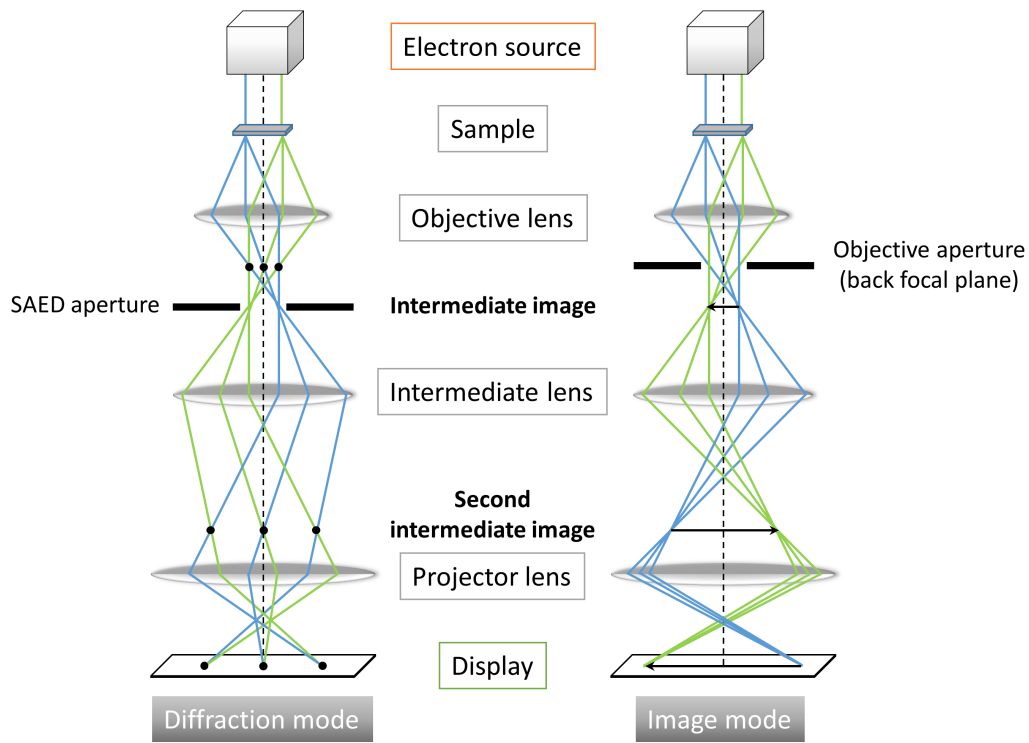 Electron source
Sample
Objective lens
Objective aperture
(back focal plane)
SAED aperture
Intermediate image
Intermediate lens
Second
intermediate image
Projector lens
Display
Diffraction mode
Image mode